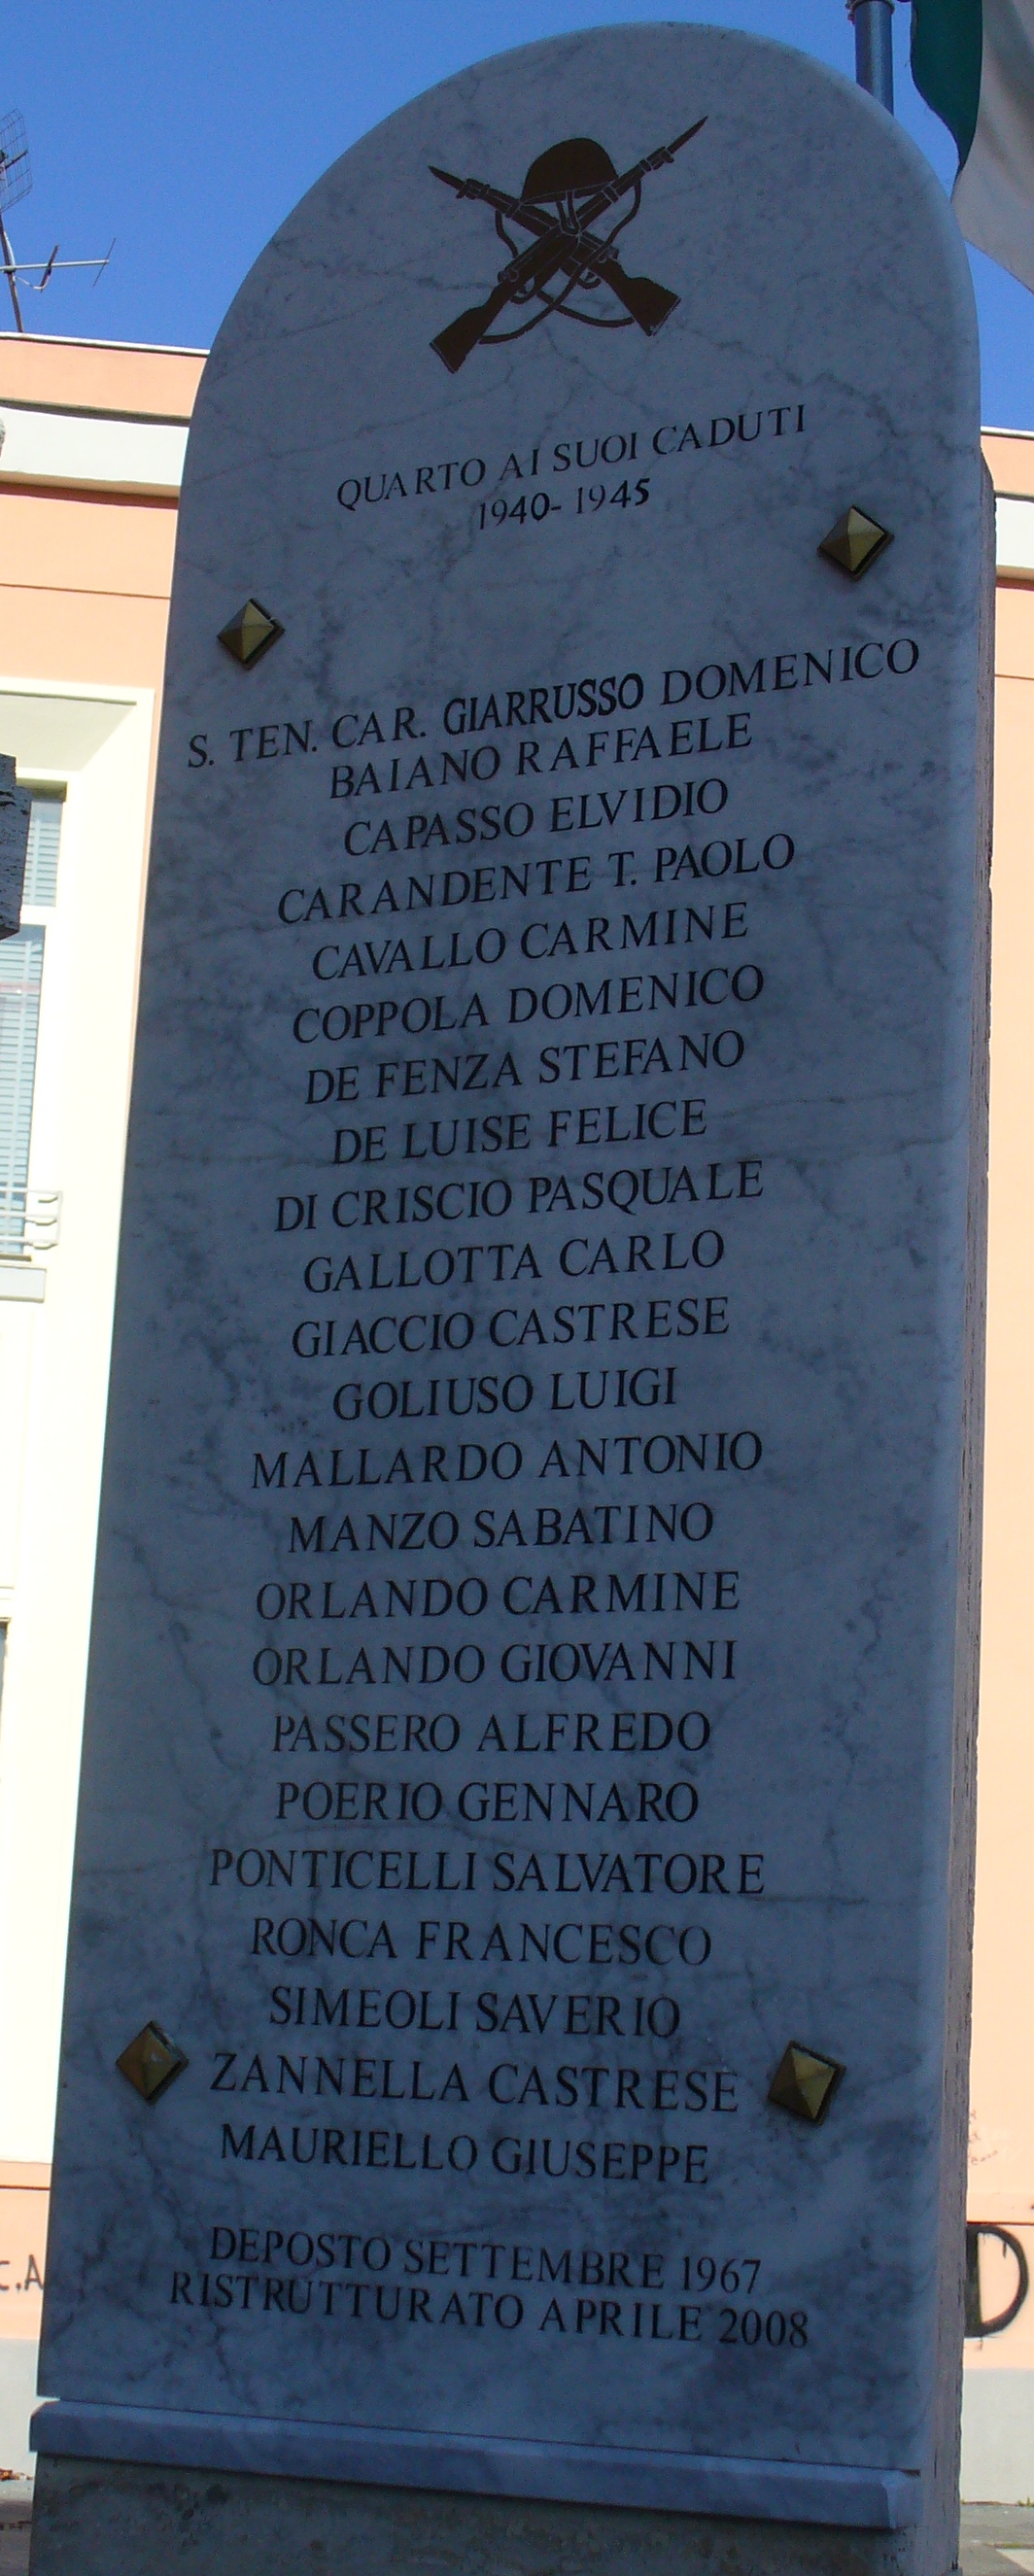 QUARTO AI SUOI CADUTI
1940-1945
S. TEN. CAR. GIARRUSSO DOMENICO
BAIANO RAFFAELE
CAPASSO ELVIDIO
CARANDENTE T. PAOLO
CAVALLO CARMINE
COPPOLA DOMENICO
DE FENZA STEFANO
DE LUISE FELICE
DI CRISCIO PASQUALE
GALLOTTA CARLO
GIACCIO CASTRESE
GOLIUSO LUIGI
MALLARDO ANTONIO
MANZO SABATINO
ORLANDO CARMINE
ORLANDO GIOVANNI
PASSERO ALFREDO
POERIO GENNARO
PONTICELLI SALVATORE
RONCA FRANCESCO
SIMEOLI SAVERIO
ZANNELLA CASTRESE
MAURIELLO GIUSEPPE
DEPOSTO SETTEMBRE 1967
RISTRUTTURATO APRILE 2008